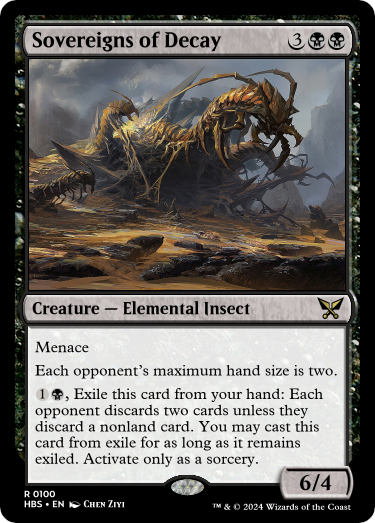 Sovereigns of Decay 3
Creature — Elemental Insect
Menace
Each opponent's maximum hand size is two.
1 , Exile this card from your hand: Each
opponent discards two cards unless they
discard a nonland card. You may cast this
card from exile for as long as it remains
exiled. Activate only as a sorcery.
6/4
R 0100
HBS • EN Chen Ziyi
™ & © 2024 Wizards of the Coast